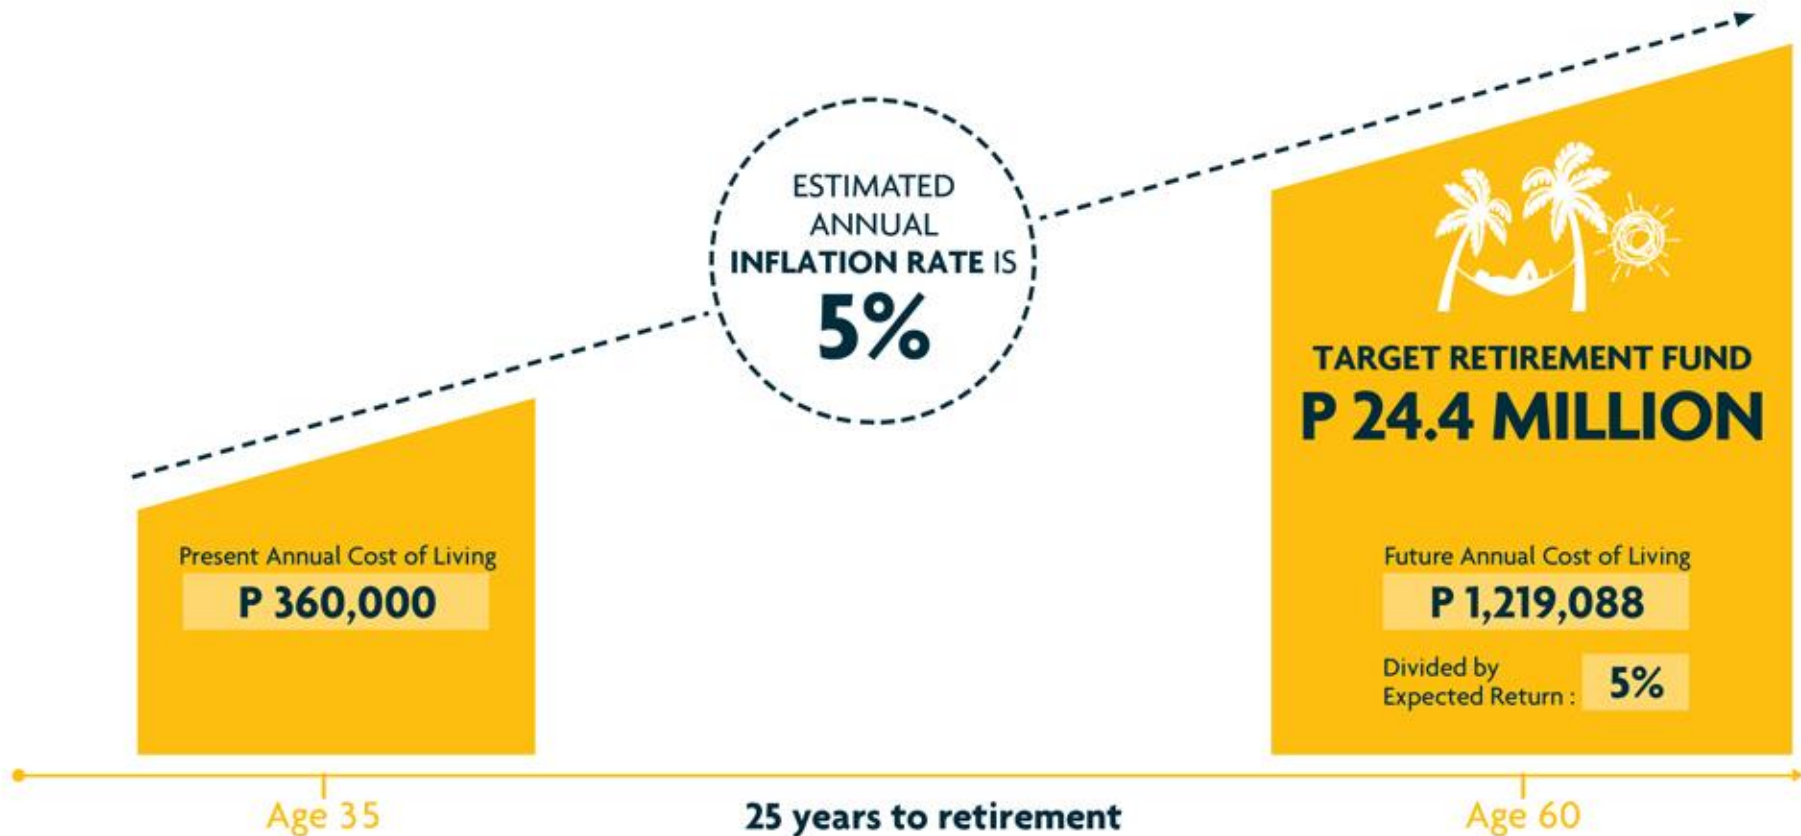 ESTIMATED
ANNUAL
INFLATION RATE IS
5%
TARGET RETIREMENT FUND
P 24.4 MILLION
Present Annual Cost of Living
P 360,000
Future Annual Cost of Living
P 1,219,088
Divided by
Expected Return : 5%
Age 35
25 years to retirement
Age 60